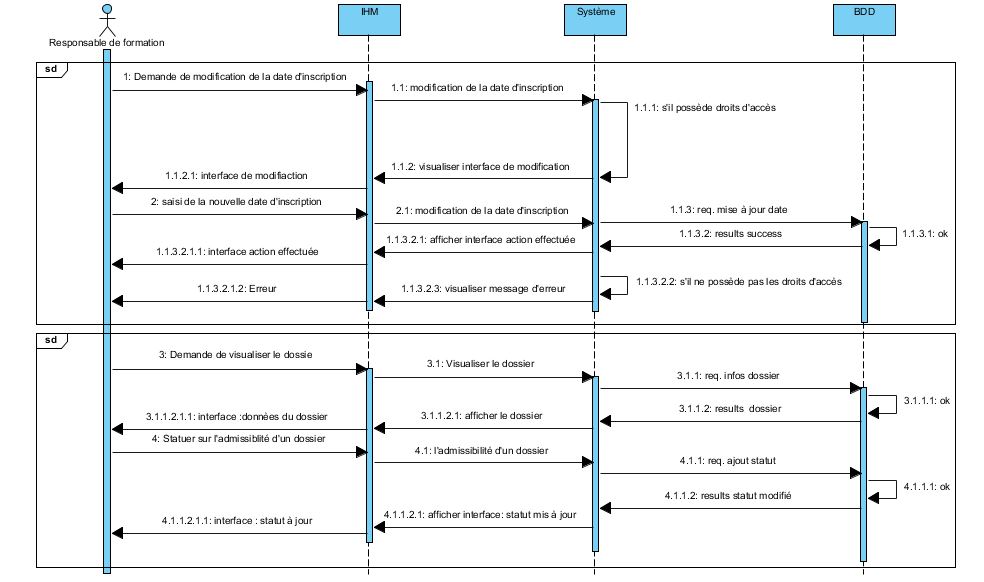 IHM
Système
BDD
Responsable de formation
sd
1: Demande de modification de la date d'inscription
1.1: modification de la date d'inscription
1.1.1: s'il possède droits d'accès
1.1.2: visualiser interface de modification
1.1.2.1: interface de modifiaction
2: saisi de la nouvelle date d'inscription
2.1: modification de la date d'inscription
1.1.3: req. mise à jour date
1.1.3.1: ok
1.1.3.2: results success
1.1.3.2.1: afficher interface action effectuée
1.1.3.2.1.1: interface action effectuée
1.1.3.2.2: s'il ne possède pas les droits d'accès
1.1.3.2.3: visualiser message d'erreur
1.1.3.2.1.2: Erreur
sd
3: Demande de visualiser le dossie
3.1: Visualiser le dossier
3.1.1: req. infos dossier
3.1.1.1: ok
3.1.1.2: results dossier
3.1.1.2.1: afficher le dossier
3.1.1.2.1.1: interface :données du dossier
4: Statuer sur l'admissiblité d'un dossier
4.1: l'admissibilité d'un dossier
4.1.1: req. ajout statut
4.1.1.1: ok
4.1.1.2: results statut modifié
4.1.1.2.1: afficher interface: statut mis à jour
4.1.1.2.1.1: interface : statut à jour